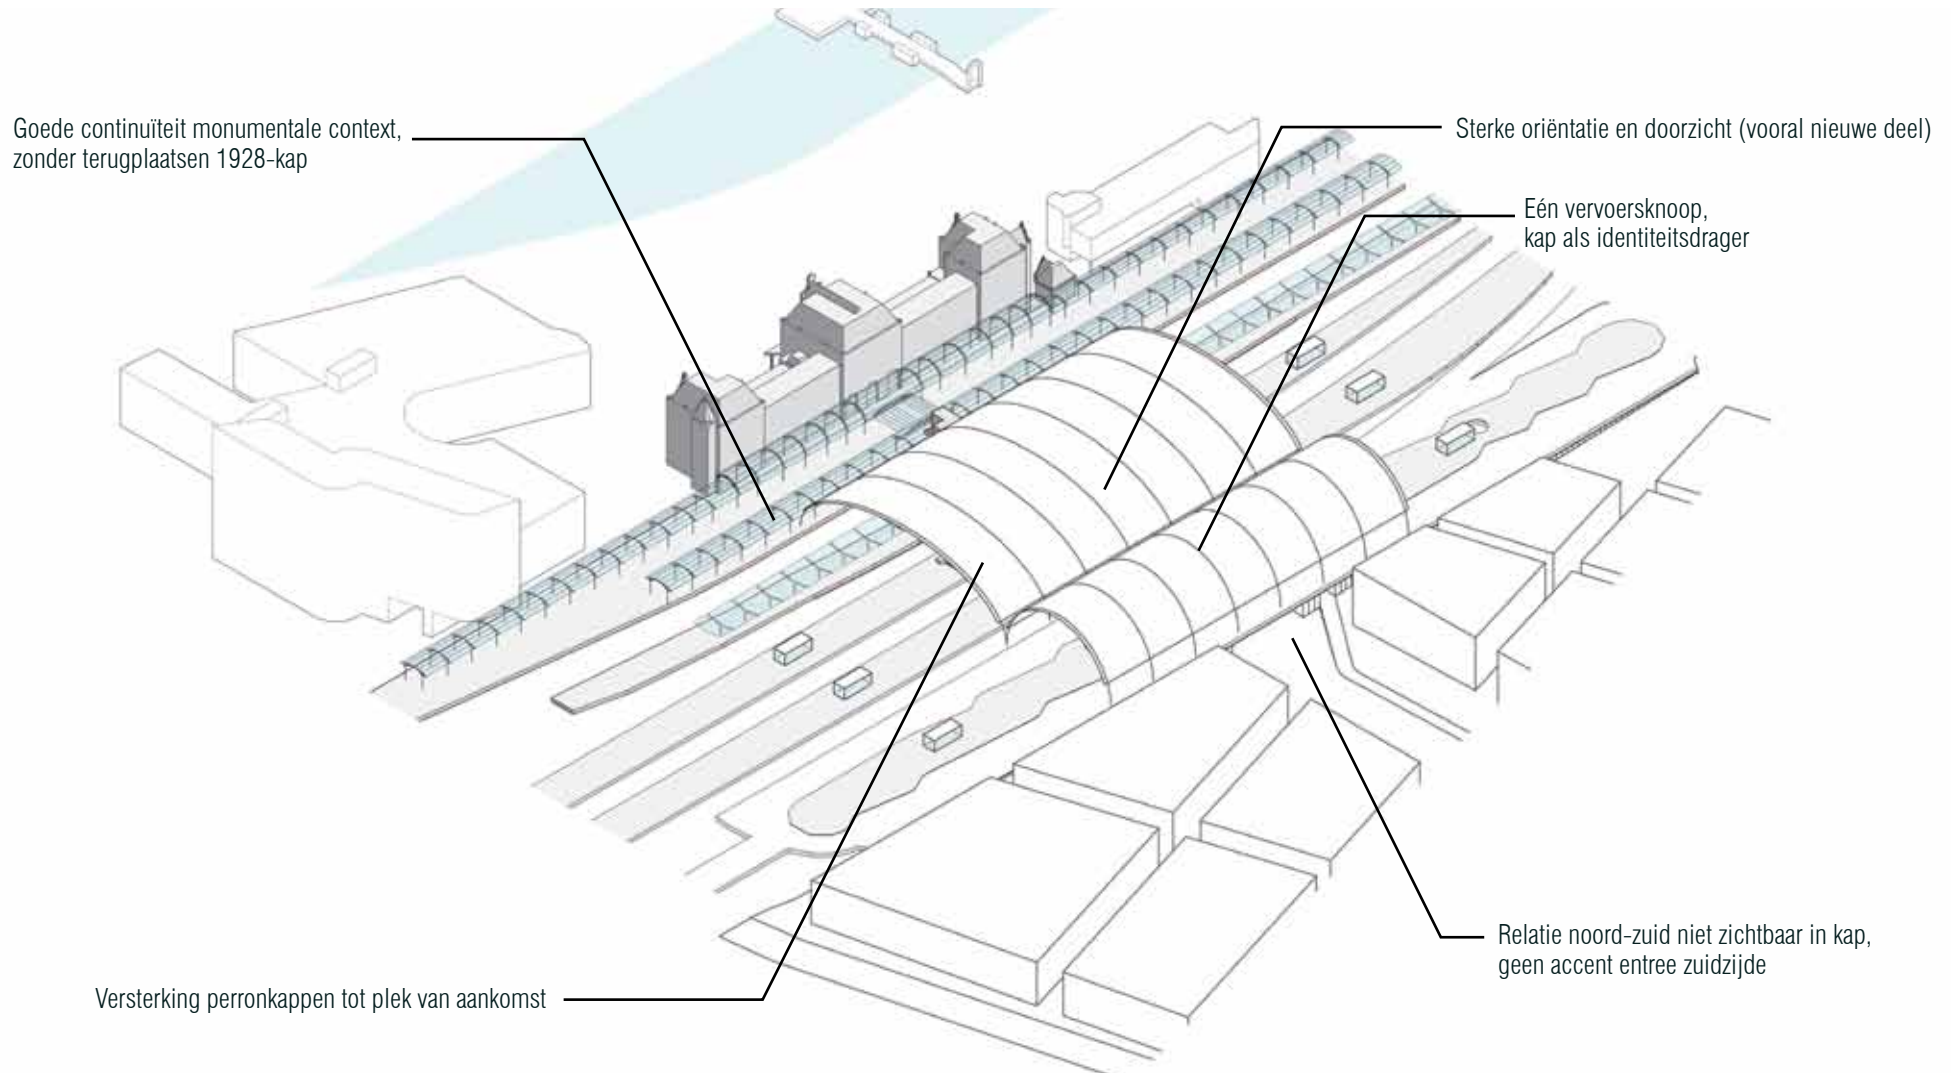 Goede continuïteit monumentale context,
zonder terugplaatsen 1928-kap
Sterke oriëntatie en doorzicht (vooral nieuwe deel)
Eén vervoersknoop,
kap als identiteitsdrager
Relatie noord-zuid niet zichtbaar in kap,
geen accent entree zuidzijde
Versterking perronkappen tot plek van aankomst